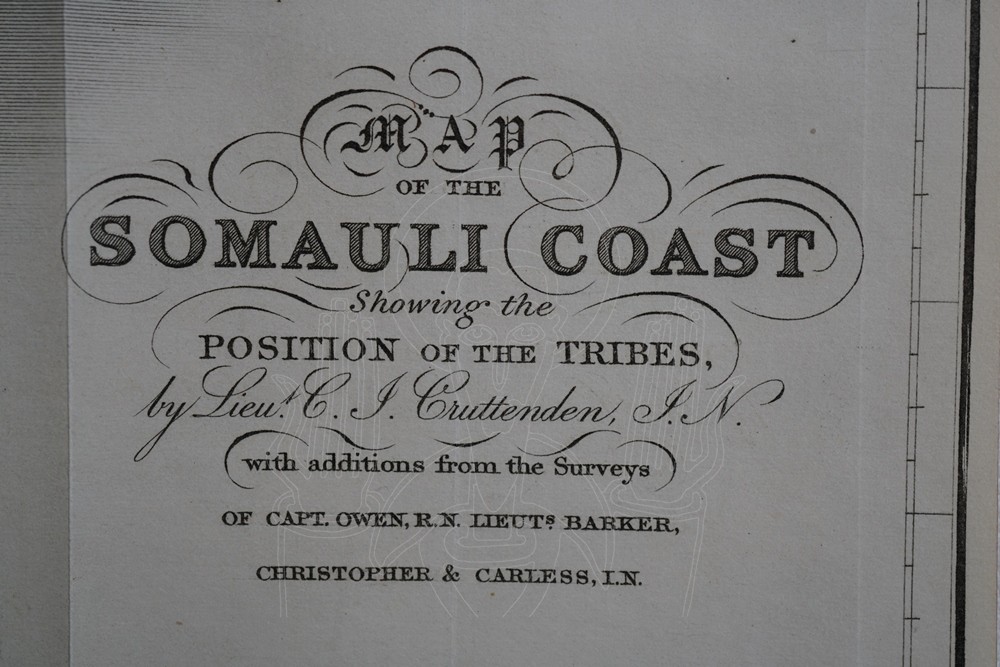 MAP
OF THE
SOMAULI COAST
Showing the
POSITION OF THE TRIBES,
by Lieut. C. J. Cruttenden, I.N.
with additions from the Surveys
OF CAPT. OWEN, R.N. LIEUTS BARKER,
CHRISTOPHER & CARLESS, I.N.